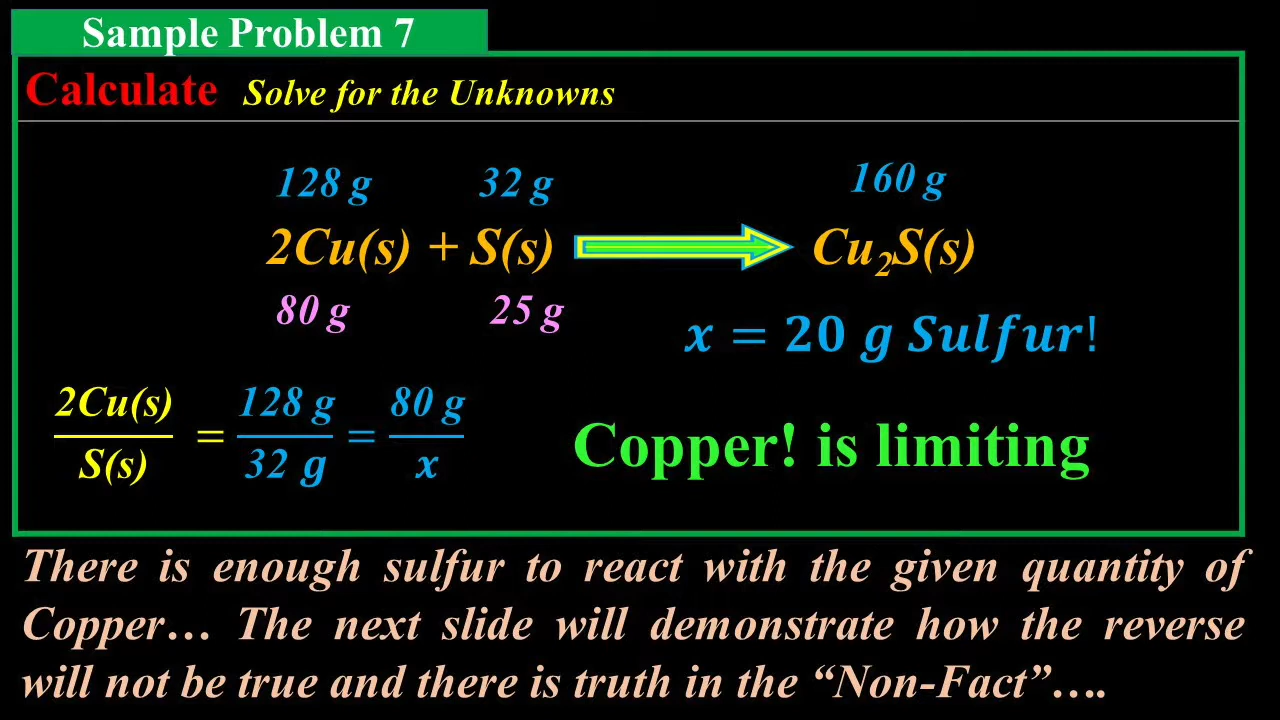 Sample Problem 7
Calculate Solve for the Unknowns
128 g 32 g 160 g
2Cu(s) + S(s) Cu₂S(s)
80 g 25 g
x = 20 g Sulfur!
2Cu(s) / S(s) = 128 g / 32 g = 80 g / x
Copper! is limiting
There is enough sulfur to react with the given quantity of
Copper… The next slide will demonstrate how the reverse
will not be true and there is truth in the “Non-Fact”….